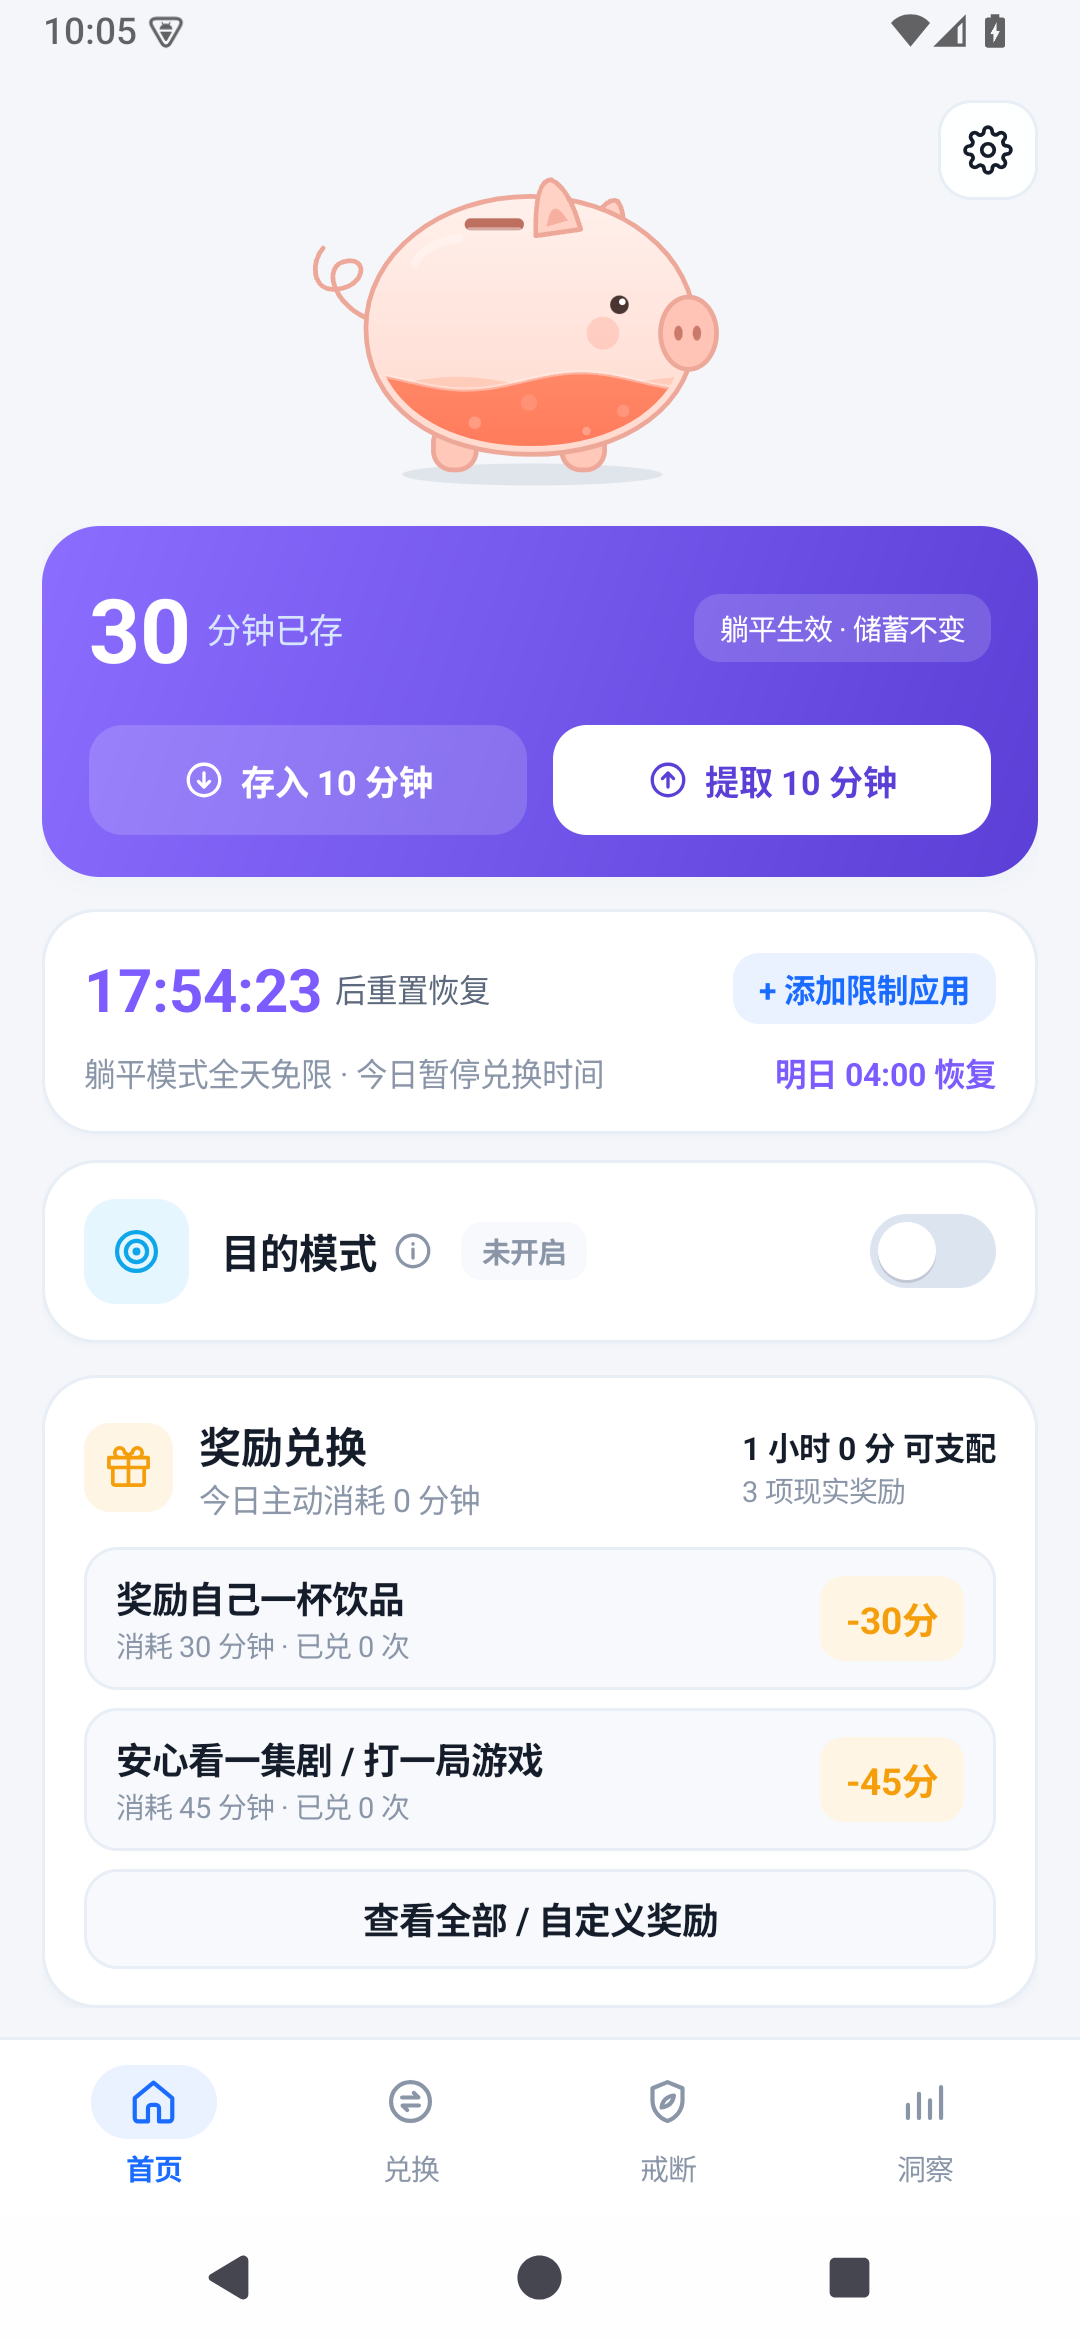 10:05
30 分钟已存
躺平生效 · 储蓄不变
存入 10 分钟
提取 10 分钟
17:54:23 后重置恢复
+ 添加限制应用
躺平模式全天免限 · 今日暂停兑换时间
明日 04:00 恢复
目的模式
未开启
奖励兑换
1 小时 0 分 可支配
今日主动消耗 0 分钟
3 项现实奖励
奖励自己一杯饮品
消耗 30 分钟 · 已兑 0 次
-30分
安心看一集剧 / 打一局游戏
消耗 45 分钟 · 已兑 0 次
-45分
查看全部 / 自定义奖励
首页
兑换
戒断
洞察